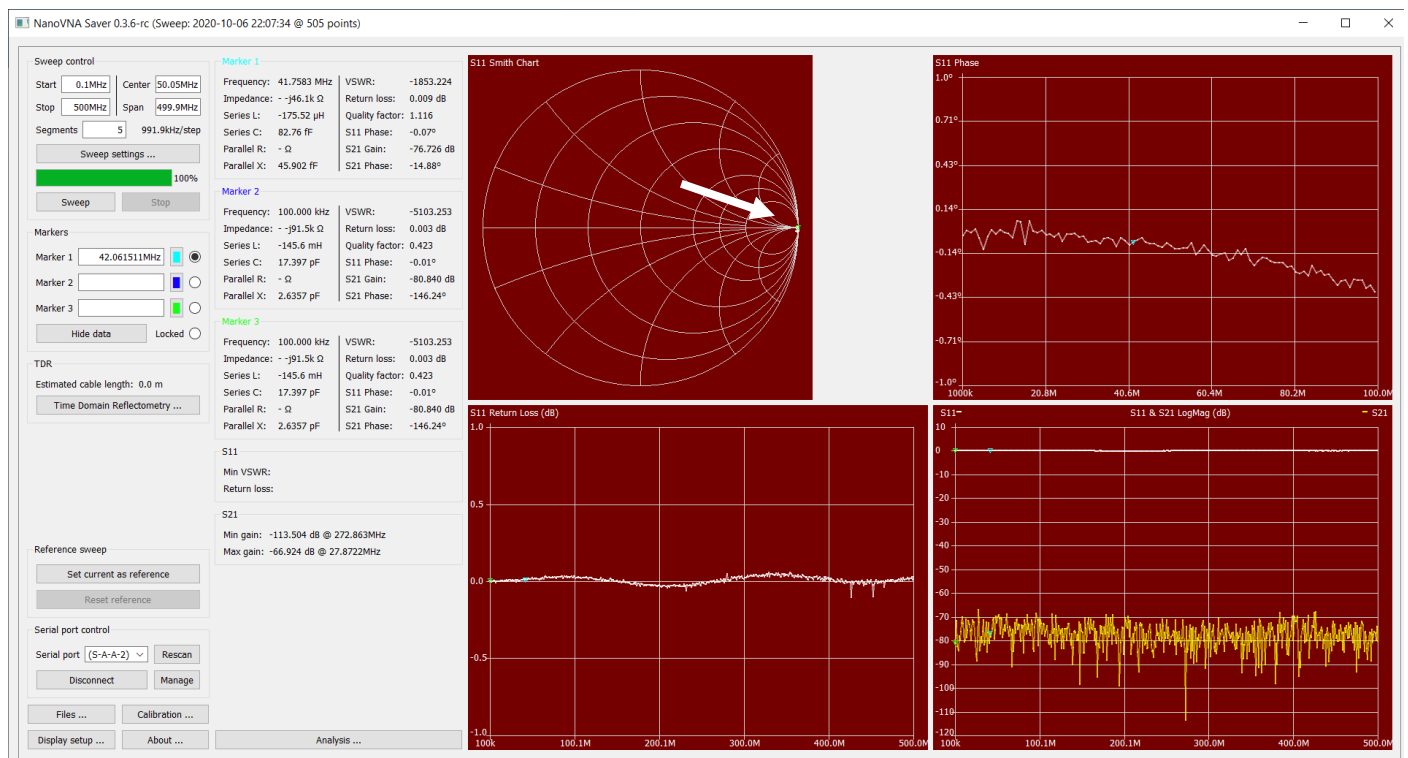 NanoVNA Saver 0.3.6-rc (Sweep: 2020-10-06 22:07:34 @ 505 points)
Sweep control
Start 0.1MHz Center 50.05MHz
Stop 500MHz Span 499.9MHz
Segments 5 991.9kHz/step
Sweep settings ...
100%
Sweep Stop
Markers
Marker 1 42.061511MHz
Marker 2
Marker 3
Hide data Locked
TDR
Estimated cable length: 0.0 m
Time Domain Reflectometry ...
Reference sweep
Set current as reference
Reset reference
Serial port control
Serial port (S-A-A-2) Rescan
Disconnect Manage
Files ... Calibration ...
Display setup ... About ...
Marker 1
Frequency: 41.7583 MHz VSWR: -1853.224
Impedance: - -j46.1k Ω Return loss: 0.009 dB
Series L: -175.52 µH Quality factor: 1.116
Series C: 82.76 fF S11 Phase: -0.07º
Parallel R: - Ω S21 Gain: -76.726 dB
Parallel X: 45.902 fF S21 Phase: -14.88º
Marker 2
Frequency: 100.000 kHz VSWR: -5103.253
Impedance: - -j91.5k Ω Return loss: 0.003 dB
Series L: -145.6 mH Quality factor: 0.423
Series C: 17.397 pF S11 Phase: -0.01º
Parallel R: - Ω S21 Gain: -80.840 dB
Parallel X: 2.6357 pF S21 Phase: -146.24º
Marker 3
Frequency: 100.000 kHz VSWR: -5103.253
Impedance: - -j91.5k Ω Return loss: 0.003 dB
Series L: -145.6 mH Quality factor: 0.423
Series C: 17.397 pF S11 Phase: -0.01º
Parallel R: - Ω S21 Gain: -80.840 dB
Parallel X: 2.6357 pF S21 Phase: -146.24º
S11
Min VSWR:
Return loss:
S21
Min gain: -113.504 dB @ 272.863MHz
Max gain: -66.924 dB @ 27.8722MHz
Analysis ...
S11 Smith Chart
S11 Phase
1.0º
0.71º
0.43º
0.14º
-0.14º
-0.43º
-0.71º
-1.0º
1000k 20.8M 40.6M 60.4M 80.2M 100.0M
S11 Return Loss (dB)
1.0
0.5
0.0
-0.5
-1.0
100k 100.1M 200.1M 300.0M 400.0M 500.0M
S11 S11 & S21 LogMag (dB) S21
10
0
-10
-20
-30
-40
-50
-60
-70
-80
-90
-100
-110
-120
100k 100.1M 200.1M 300.0M 400.0M 500.0M